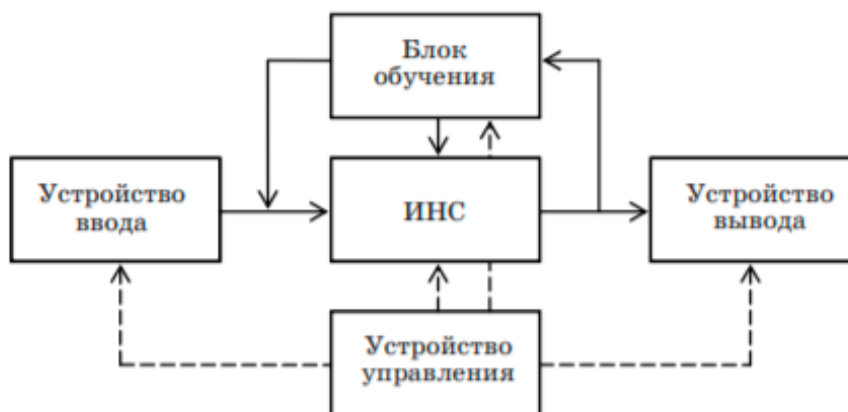 Блок
обучения
Устройство
ввода
ИНС
Устройство
вывода
Устройство
управления